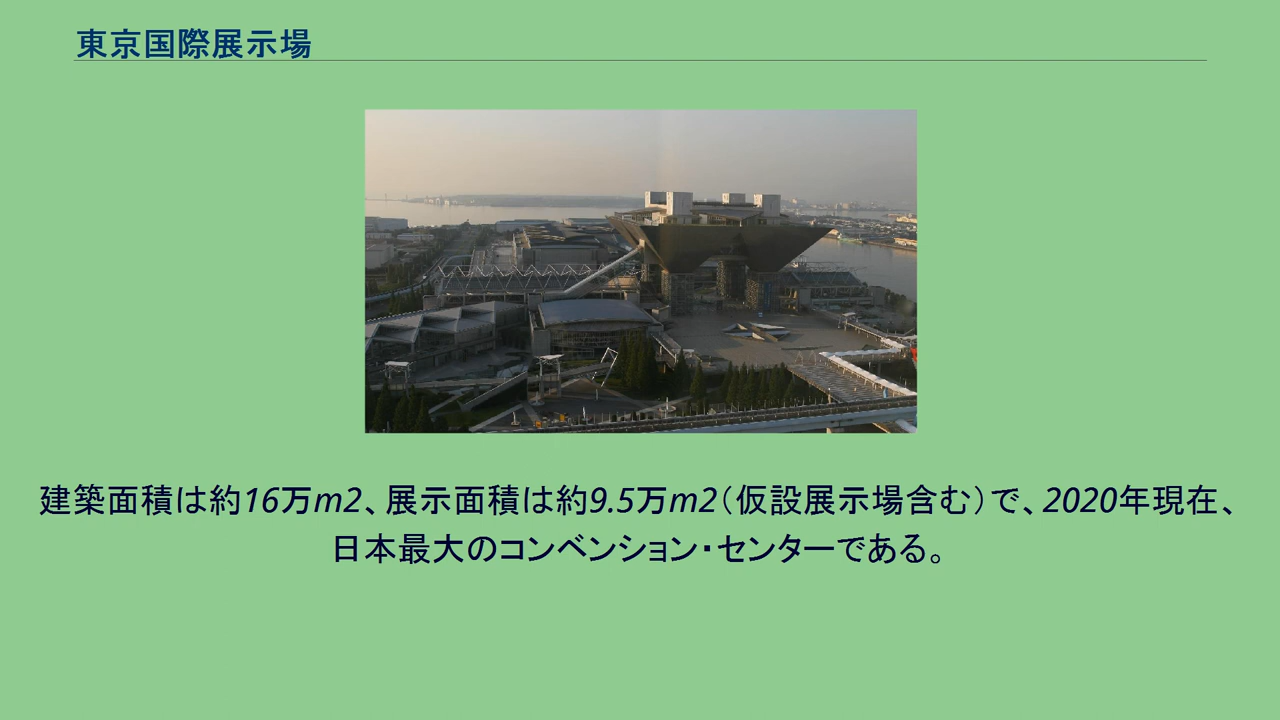 東京国際展示場
建築面積は約16万m2、展示面積は約9.5万m2（仮設展示場含む）で、2020年現在、
日本最大のコンベンション・センターである。